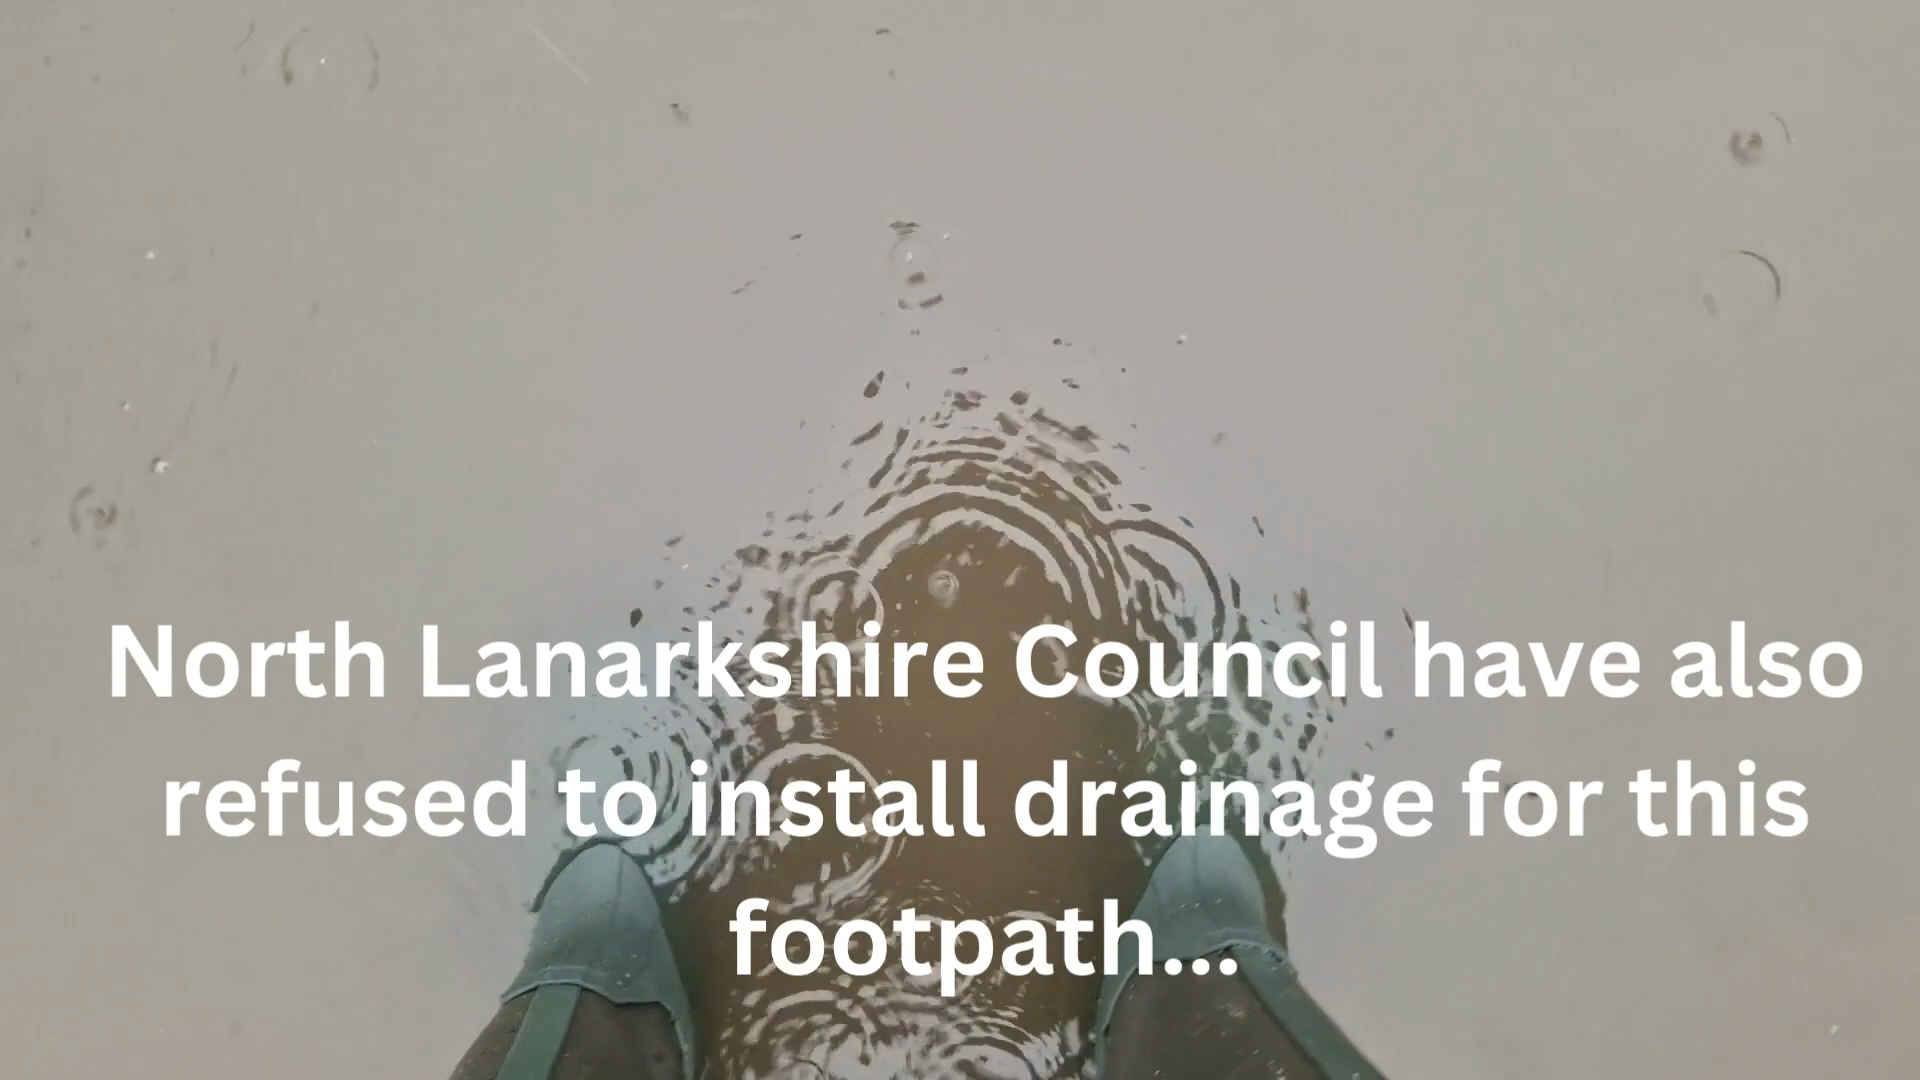 North Lanarkshire Council have also
refused to install drainage for this
footpath...